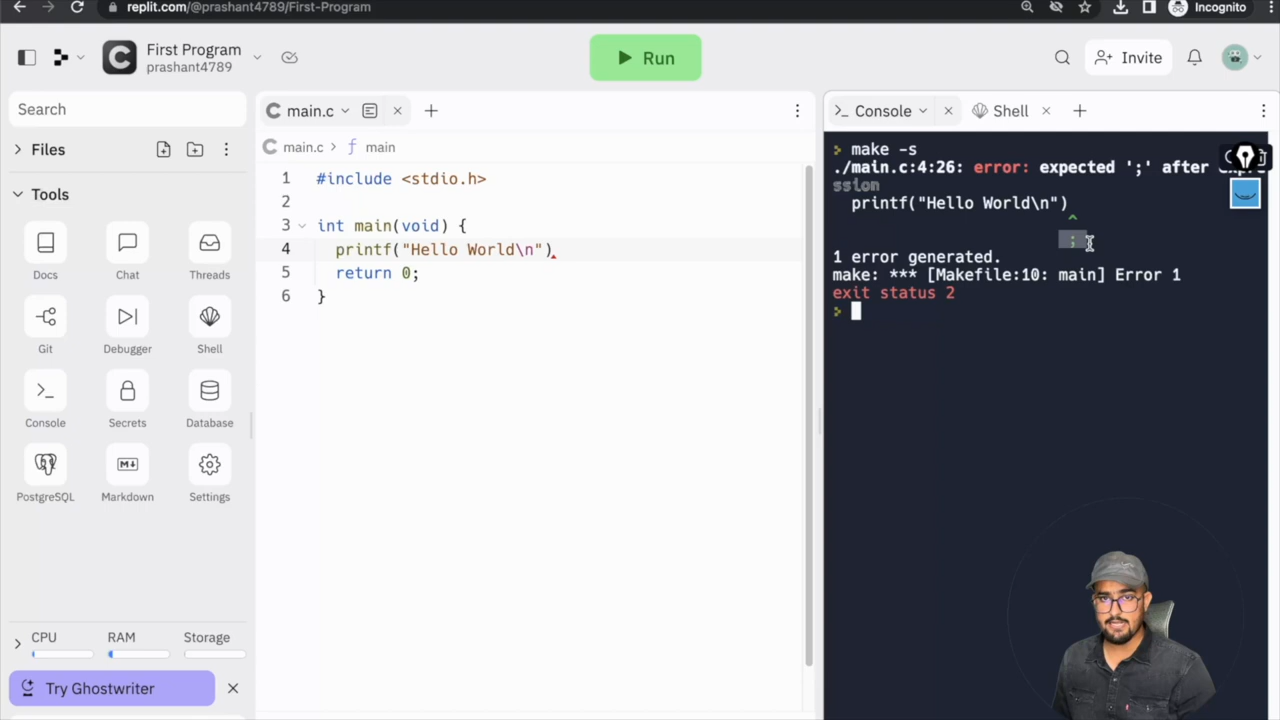 replit.com/@prashant4789/First-Program
Incognito
First Program
prashant4789
Run
Invite
Search
Files
Tools
Docs
Chat
Threads
Git
Debugger
Shell
Console
Secrets
Database
PostgreSQL
Markdown
Settings
CPU RAM Storage
Try Ghostwriter
main.c
main.c > f main
1 #include <stdio.h>
2
3 int main(void) {
4 printf("Hello World\n")
5 return 0;
6 }
>_ Console
Shell
> make -s
./main.c:4:26: error: expected ';' after expre
ssion
printf("Hello World\n")
^
;
1 error generated.
make: *** [Makefile:10: main] Error 1
exit status 2
>